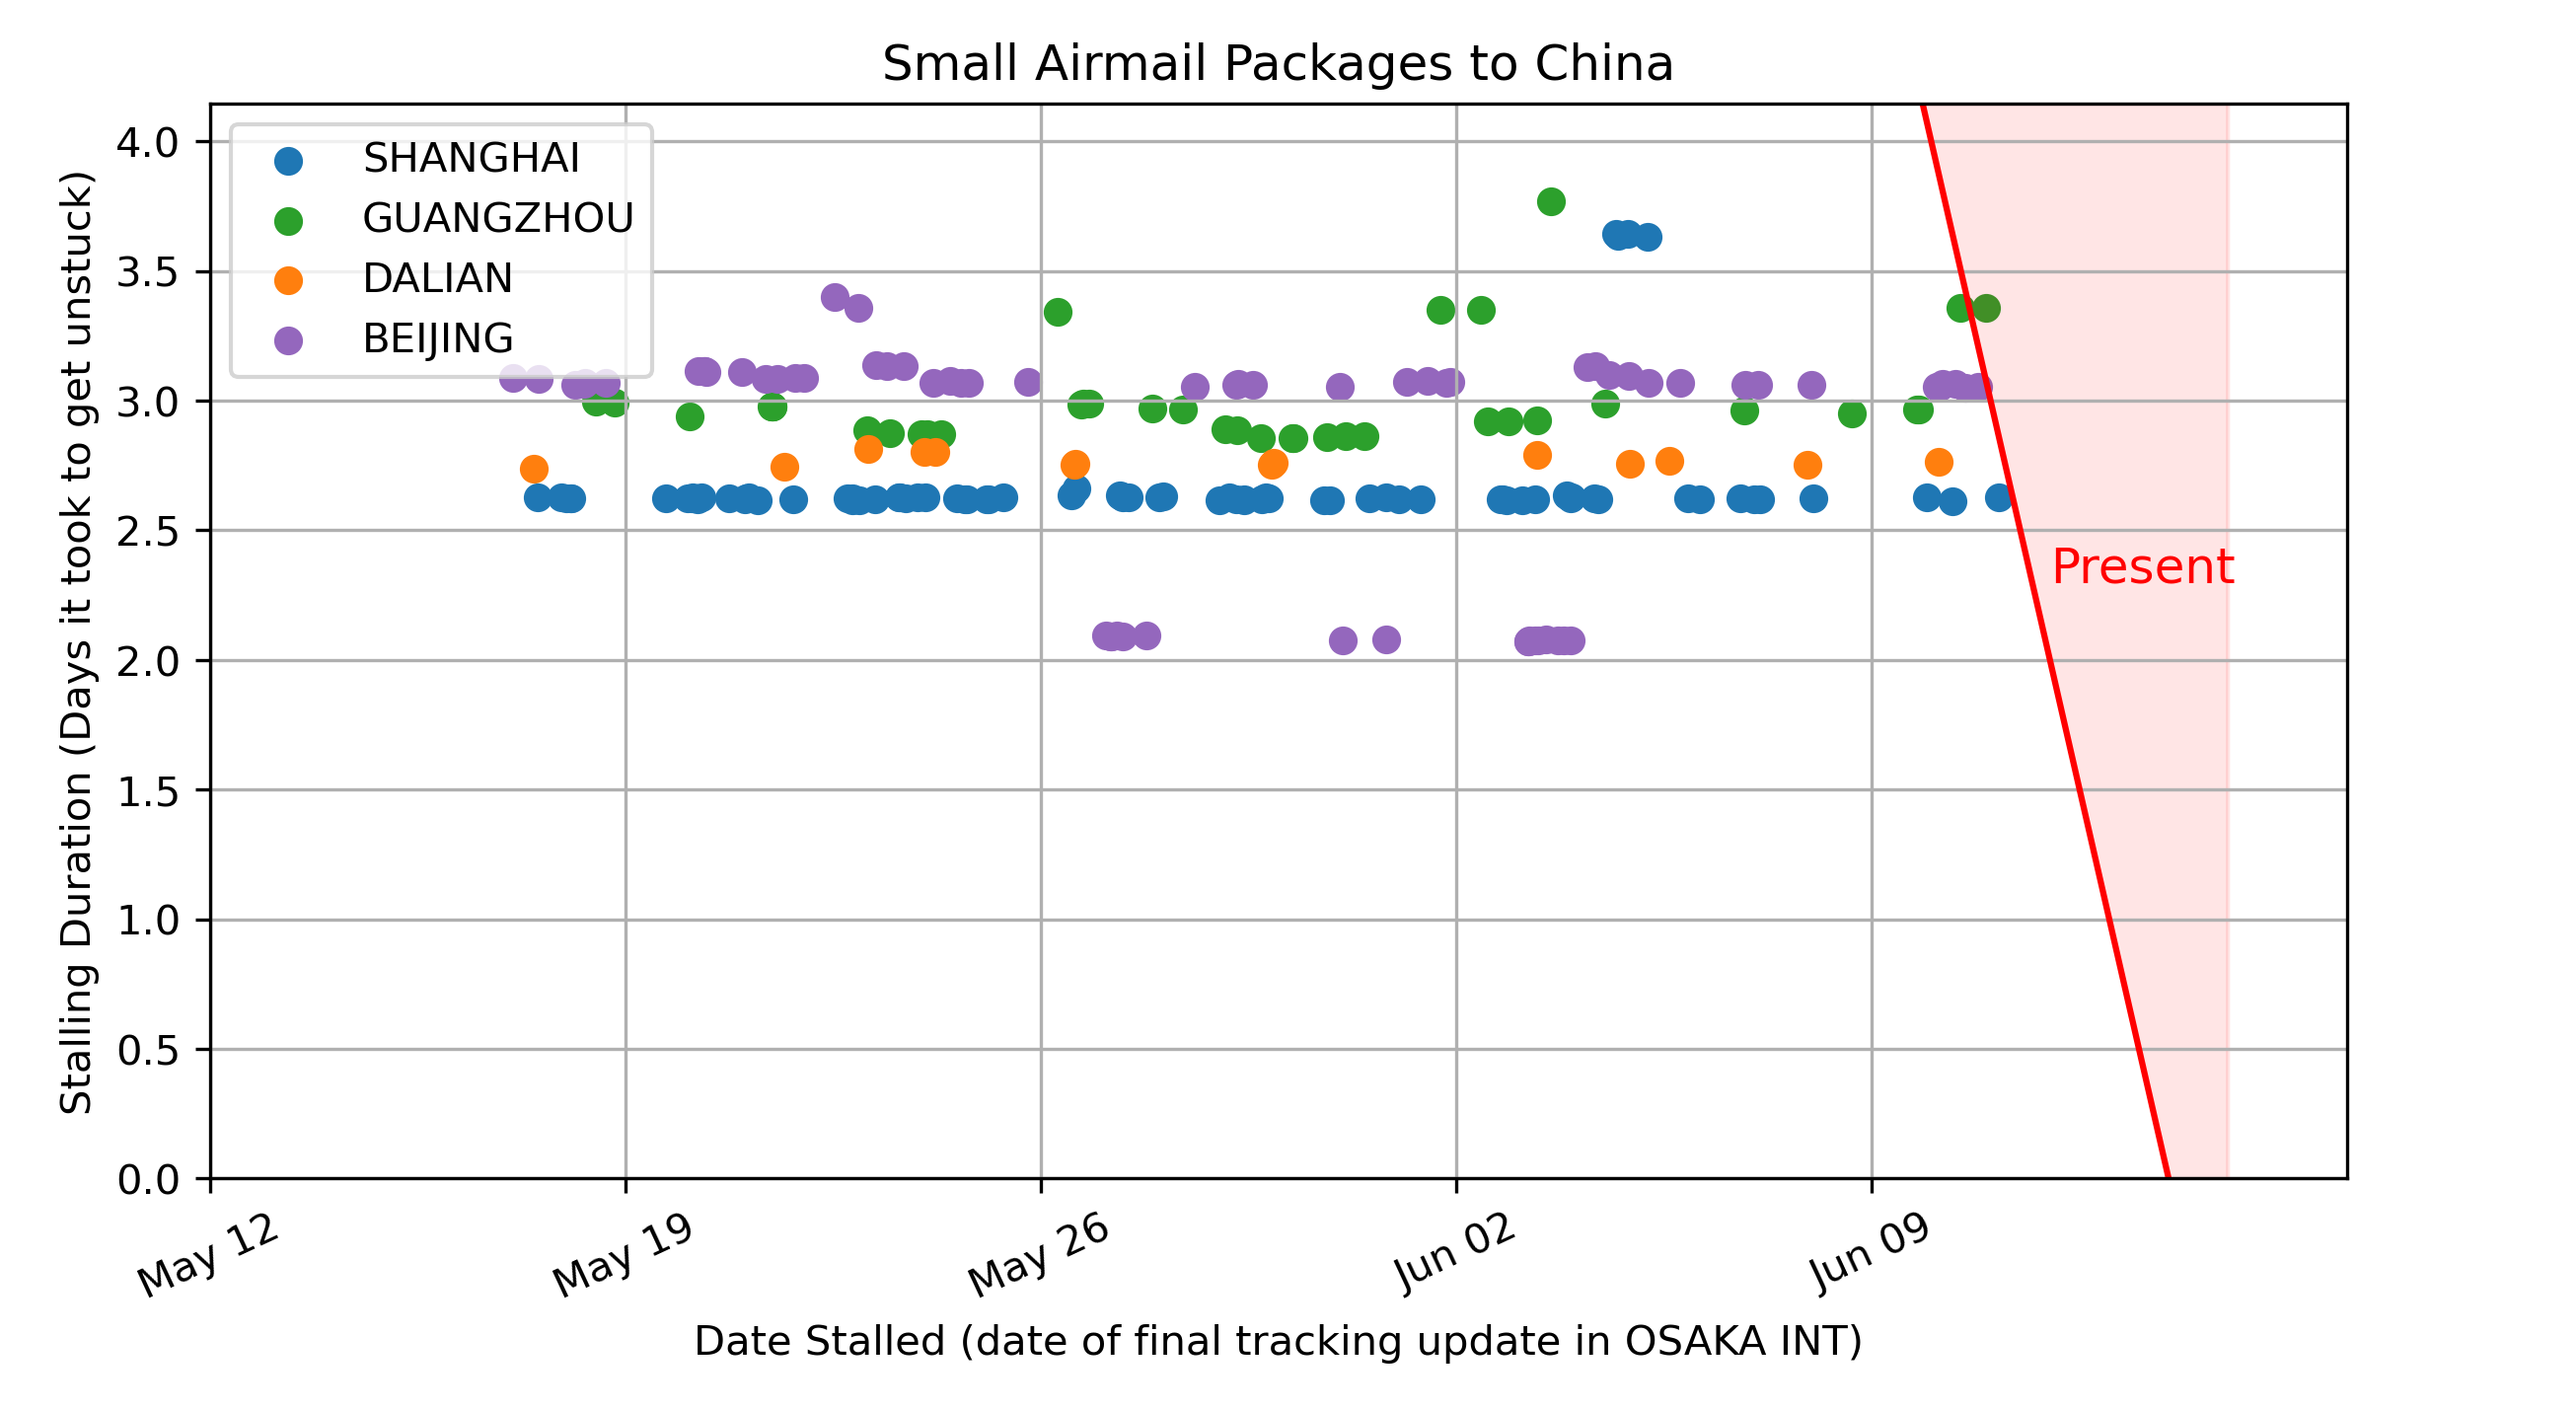 Small Airmail Packages to China
Stalling Duration (Days it took to get unstuck)
4.0
3.5
3.0
2.5
2.0
1.5
1.0
0.5
0.0
SHANGHAI
GUANGZHOU
DALIAN
BEIJING
Present
May 12
May 19
May 26
Jun 02
Jun 09
Date Stalled (date of final tracking update in OSAKA INT)